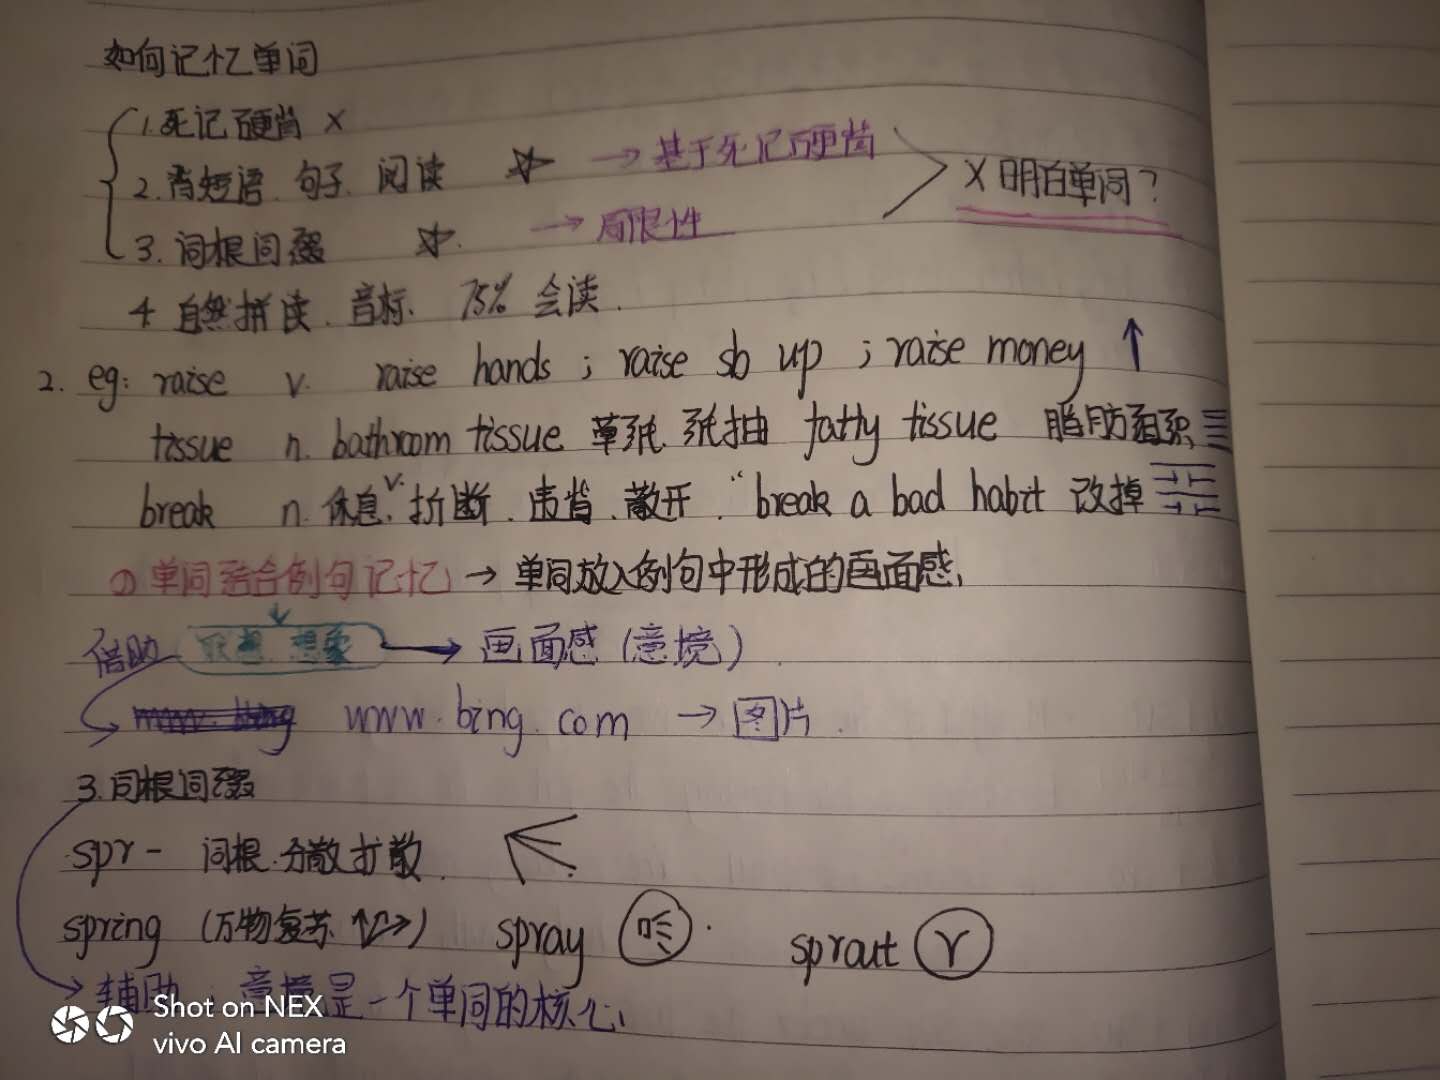 如何记忆单词
1.死记硬背 ×
2.背短语、句子、阅读 ☆ → 基于死记硬背
× 明白单词?
3.词根词缀 ☆ → 局限性
4.自然拼读、音标、75% 会读.
2. eg: raise v. raise hands ; raise sb up ; raise money ↑
tissue n. bathroom tissue 草纸、纸抽 fatty tissue 脂肪组织
break n.休息 v.折断、违背、散开. "break a bad habit 改掉
① 单词结合例句记忆 → 单词放入例句中形成的画面感.
借助 联想、想象 → 画面感 (意境)
www.bing www.bing.com → 图片.
3.词根词缀
spr- 词根.分散扩散.
spring (万物复苏 ↑↗→) spray sprout
→ 辅助 意境是一个单词的核心.
Shot on NEX
vivo AI camera